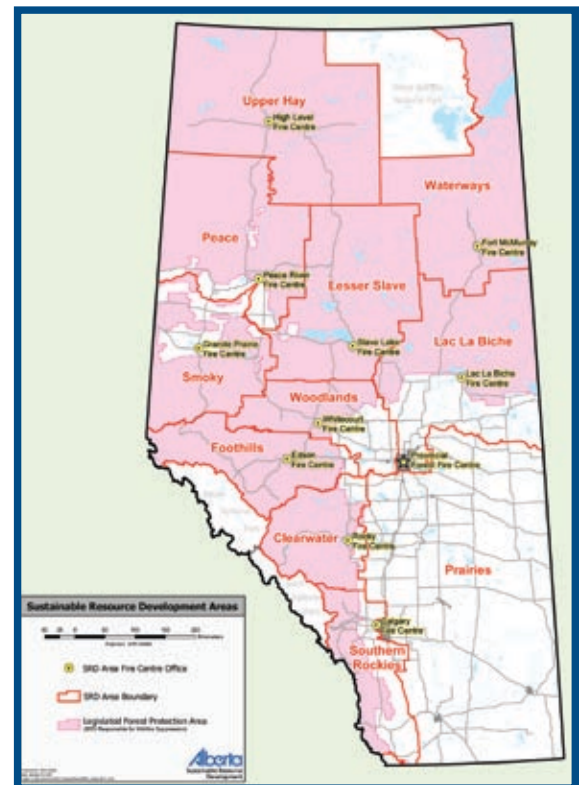 Upper Hay
High Level
Fire Centre
Waterways
Fort McMurray
Fire Centre
Peace
Peace River
Fire Centre
Lesser Slave
Grande Prairie
Fire Centre
Slave Lake
Fire Centre
Lac La Biche
Lac La Biche
Fire Centre
Smoky
Woodlands
Whitecourt
Fire Centre
Foothills
Edson
Fire Centre
Provincial
Forest Fire Centre
Clearwater
Rocky
Fire Centre
Prairies
Calgary
Fire Centre
Southern
Rockies
Sustainable Resource Development Areas
SRD Area Fire Centre Office
SRD Area Boundary
Legislated Forest Protection Area
Alberta
Sustainable Resource
Development